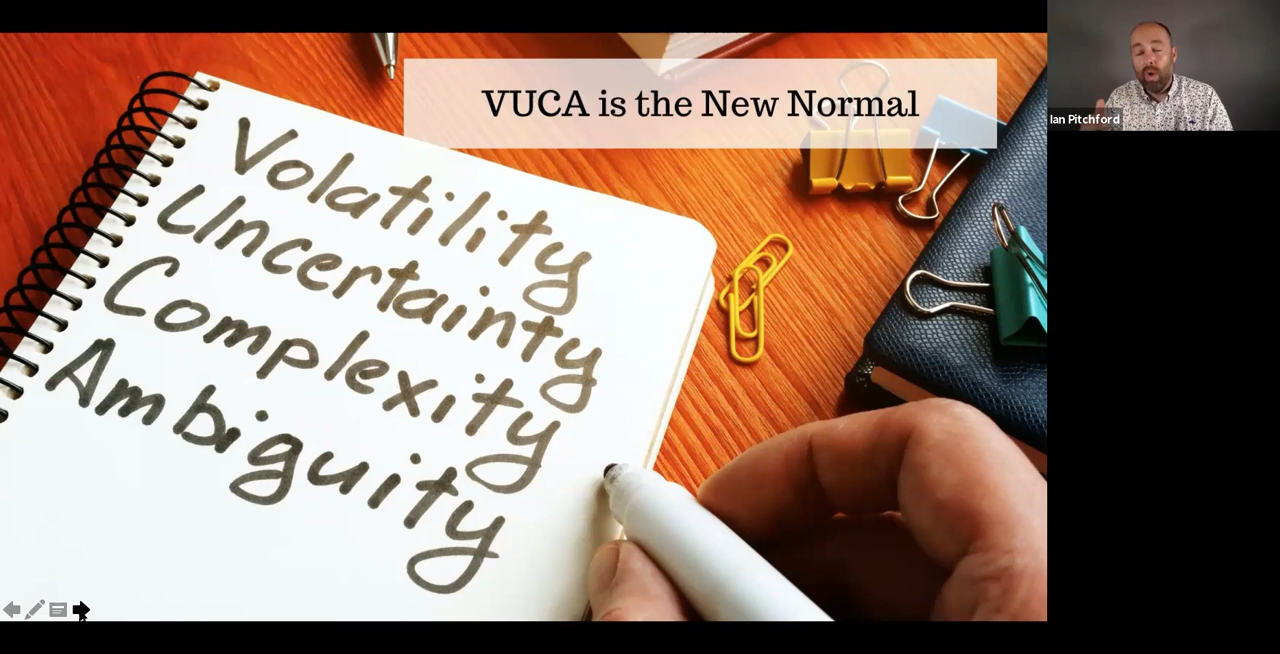 VUCA is the New Normal
Volatility
Uncertainty
Complexity
Ambiguity
Ian Pitchford